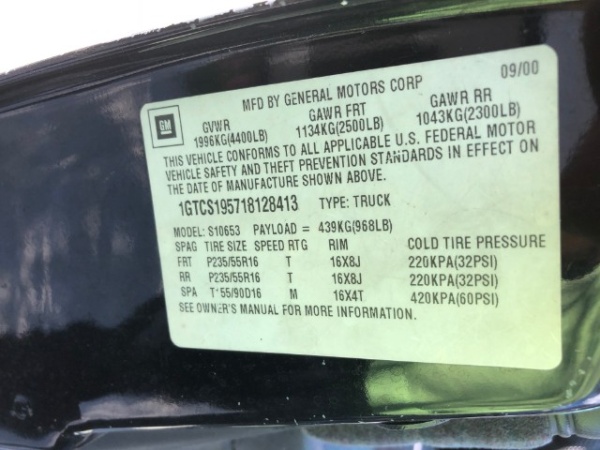 09/00
MFD BY GENERAL MOTORS CORP
GM
GVWR GAWR FRT GAWR RR
1996KG(4400LB) 1134KG(2500LB) 1043KG(2300LB)
THIS VEHICLE CONFORMS TO ALL APPLICABLE U.S. FEDERAL MOTOR
VEHICLE SAFETY AND THEFT PREVENTION STANDARDS IN EFFECT ON
THE DATE OF MANUFACTURE SHOWN ABOVE.
1GTCS195718128413 TYPE: TRUCK
MODEL: S10653 PAYLOAD = 439KG(968LB)
SPAG TIRE SIZE SPEED RTG RIM COLD TIRE PRESSURE
FRT P235/55R16 T 16X8J 220KPA(32PSI)
RR P235/55R16 T 16X8J 220KPA(32PSI)
SPA 55/90D16 M 16X4T 420KPA(60PSI)
SEE OWNER'S MANUAL FOR MORE INFORMATION.